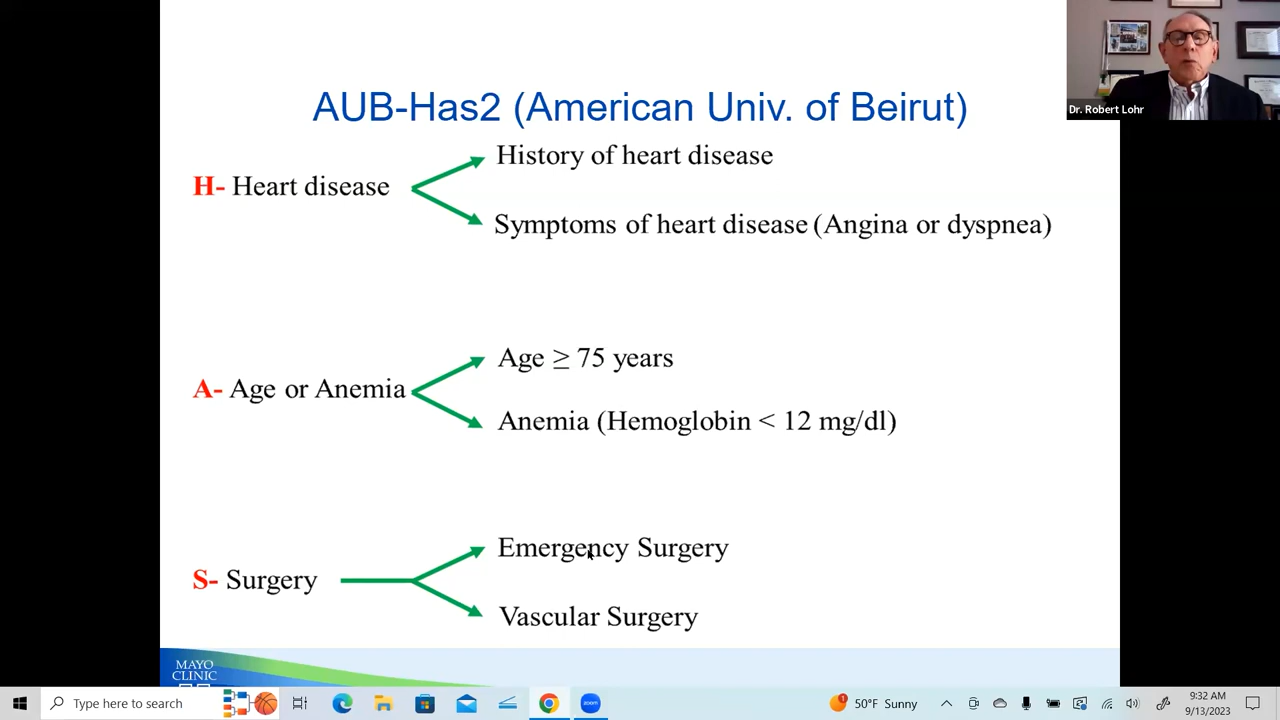 AUB-Has2 (American Univ. of Beirut)
Dr. Robert Lohr
History of heart disease
H- Heart disease
Symptoms of heart disease (Angina or dyspnea)
Age ≥ 75 years
A- Age or Anemia
Anemia (Hemoglobin < 12 mg/dl)
Emergency Surgery
S- Surgery
Vascular Surgery
MAYO
CLINIC
Type here to search
zoom
1
50°F Sunny
9:32 AM
9/13/2023